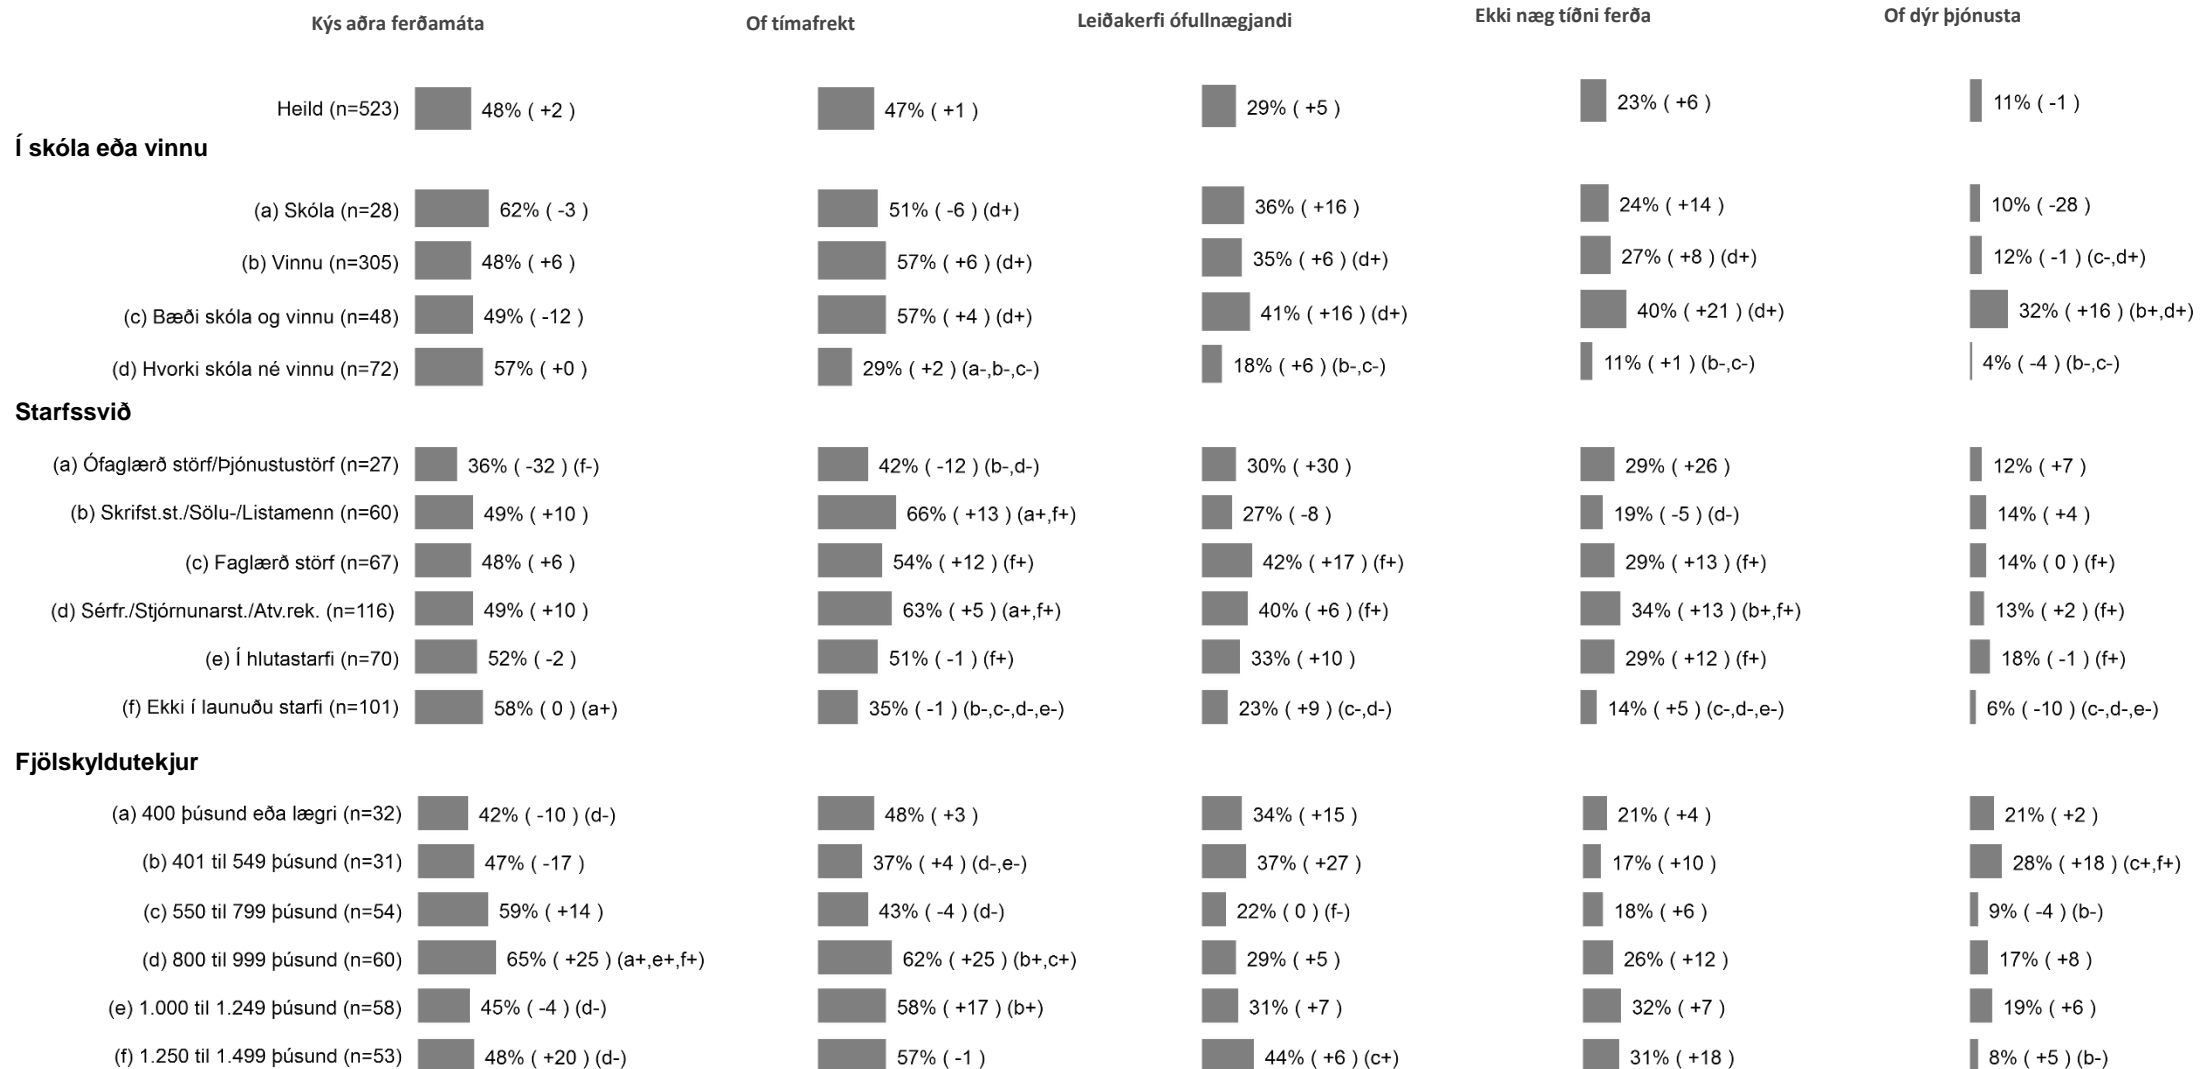 Kýs aðra ferðamáta Of tímafrekt Leiðakerfi ófullnægjandi Ekki næg tíðni ferða Of dýr þjónusta
Heild (n=523) 48% ( +2 ) 47% ( +1 ) 29% ( +5 ) 23% ( +6 ) 11% ( -1 )
Í skóla eða vinnu
(a) Skóla (n=28) 62% ( -3 ) 51% ( -6 ) (d+) 36% ( +16 ) 24% ( +14 ) 10% ( -28 )
(b) Vinnu (n=305) 48% ( +6 ) 57% ( +6 ) (d+) 35% ( +6 ) (d+) 27% ( +8 ) (d+) 12% ( -1 ) (c-,d+)
(c) Bæði skóla og vinnu (n=48) 49% ( -12 ) 57% ( +4 ) (d+) 41% ( +16 ) (d+) 40% ( +21 ) (d+) 32% ( +16 ) (b+,d+)
(d) Hvorki skóla né vinnu (n=72) 57% ( +0 ) 29% ( +2 ) (a-,b-,c-) 18% ( +6 ) (b-,c-) 11% ( +1 ) (b-,c-) 4% ( -4 ) (b-,c-)
Starfssvið
(a) Ófaglærð störf/Þjónustustörf (n=27) 36% ( -32 ) (f-) 42% ( -12 ) (b-,d-) 30% ( +30 ) 29% ( +26 ) 12% ( +7 )
(b) Skrifst.st./Sölu-/Listamenn (n=60) 49% ( +10 ) 66% ( +13 ) (a+,f+) 27% ( -8 ) 19% ( -5 ) (d-) 14% ( +4 )
(c) Faglærð störf (n=67) 48% ( +6 ) 54% ( +12 ) (f+) 42% ( +17 ) (f+) 29% ( +13 ) (f+) 14% ( 0 ) (f+)
(d) Sérfr./Stjórnunarst./Atv.rek. (n=116) 49% ( +10 ) 63% ( +5 ) (a+,f+) 40% ( +6 ) (f+) 34% ( +13 ) (b+,f+) 13% ( +2 ) (f+)
(e) Í hlutastarfi (n=70) 52% ( -2 ) 51% ( -1 ) (f+) 33% ( +10 ) 29% ( +12 ) (f+) 18% ( -1 ) (f+)
(f) Ekki í launuðu starfi (n=101) 58% ( 0 ) (a+) 35% ( -1 ) (b-,c-,d-,e-) 23% ( +9 ) (c-,d-) 14% ( +5 ) (c-,d-,e-) 6% ( -10 ) (c-,d-,e-)
Fjölskyldutekjur
(a) 400 þúsund eða lægri (n=32) 42% ( -10 ) (d-) 48% ( +3 ) 34% ( +15 ) 21% ( +4 ) 21% ( +2 )
(b) 401 til 549 þúsund (n=31) 47% ( -17 ) 37% ( +4 ) (d-,e-) 37% ( +27 ) 17% ( +10 ) 28% ( +18 ) (c+,f+)
(c) 550 til 799 þúsund (n=54) 59% ( +14 ) 43% ( -4 ) (d-) 22% ( 0 ) (f-) 18% ( +6 ) 9% ( -4 ) (b-)
(d) 800 til 999 þúsund (n=60) 65% ( +25 ) (a+,e+,f+) 62% ( +25 ) (b+,c+) 29% ( +5 ) 26% ( +12 ) 17% ( +8 )
(e) 1.000 til 1.249 þúsund (n=58) 45% ( -4 ) (d-) 58% ( +17 ) (b+) 31% ( +7 ) 32% ( +7 ) 19% ( +6 )
(f) 1.250 til 1.499 þúsund (n=53) 48% ( +20 ) (d-) 57% ( -1 ) 44% ( +6 ) (c+) 31% ( +18 ) 8% ( +5 ) (b-)